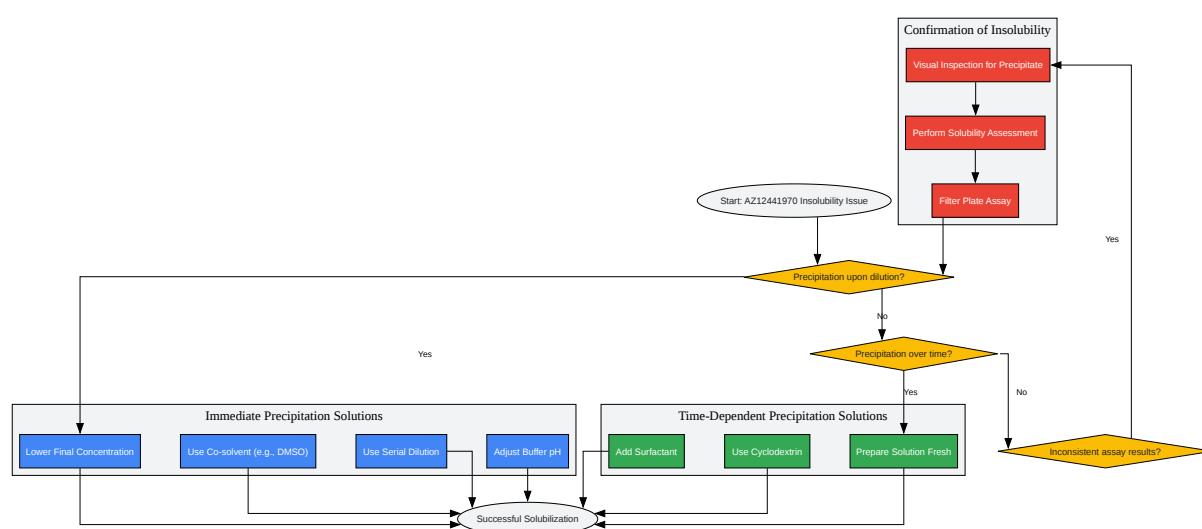 Confirmation of Insolubility
Visual Inspection for Precipitate
Perform Solubility Assessment
Filter Plate Assay
Start: AZ12441970 Insolubility Issue
Yes
Precipitation upon dilution?
No
Yes
Precipitation over time?
Yes
No
Immediate Precipitation Solutions
Lower Final Concentration
Use Co-solvent (e.g., DMSO)
Use Serial Dilution
Adjust Buffer pH
Time-Dependent Precipitation Solutions
Add Surfactant
Use Cyclodextrin
Prepare Solution Fresh
Inconsistent assay results?
Successful Solubilization